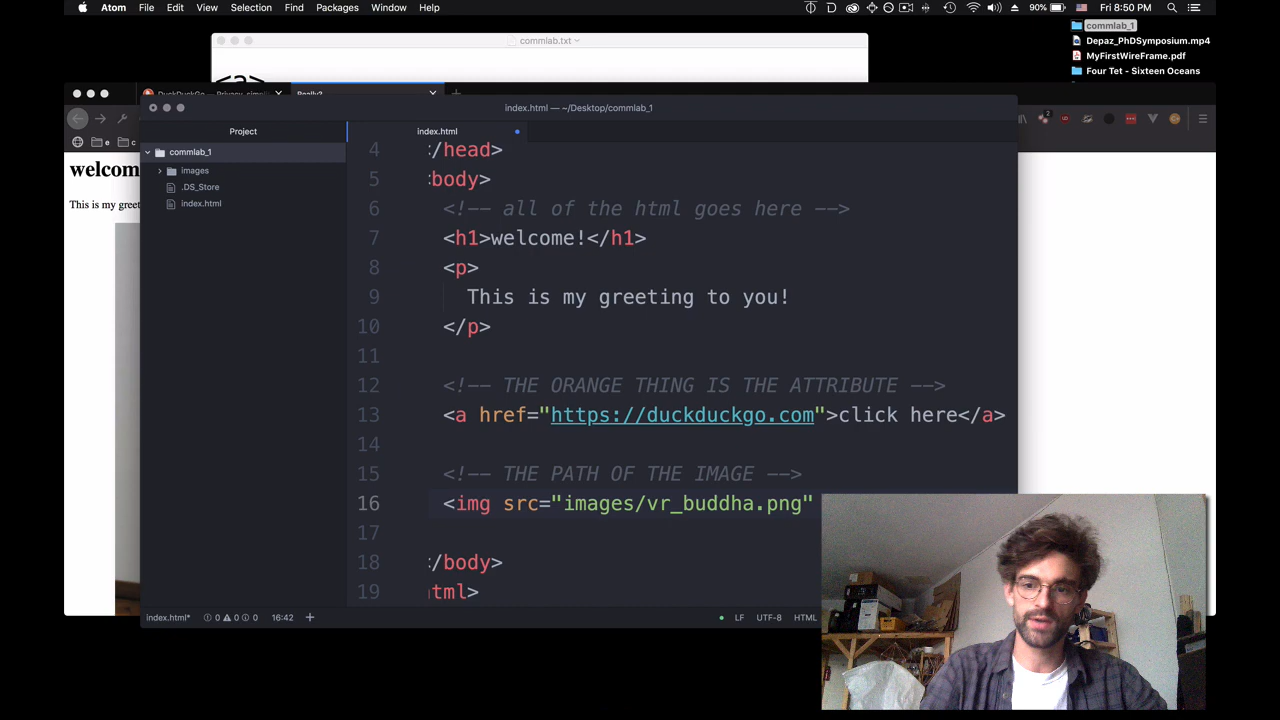 Atom File Edit View Selection Find Packages Window Help 90% Fri 8:50 PM
commlab_1
Depaz_PhDSymposium.mp4
MyFirstWireFrame.pdf
Four Tet - Sixteen Oceans
commlab.txt
<a>
DuckDuckGo — Privacy, simpli
Really?
index.html — ~/Desktop/commlab_1
Project
index.html
commlab_1
images
.DS_Store
index.html
e
c
welcom
This is my greet
4 /head>
5 body>
6 <!-- all of the html goes here -->
7 <h1>welcome!</h1>
8 <p>
9 This is my greeting to you!
10 </p>
11
12 <!-- THE ORANGE THING IS THE ATTRIBUTE -->
13 <a href="https://duckduckgo.com">click here</a>
14
15 <!-- THE PATH OF THE IMAGE -->
16 <img src="images/vr_buddha.png"
17
18 /body>
19 tml>
index.html* 0 0 0 16:42 LF UTF-8 HTML